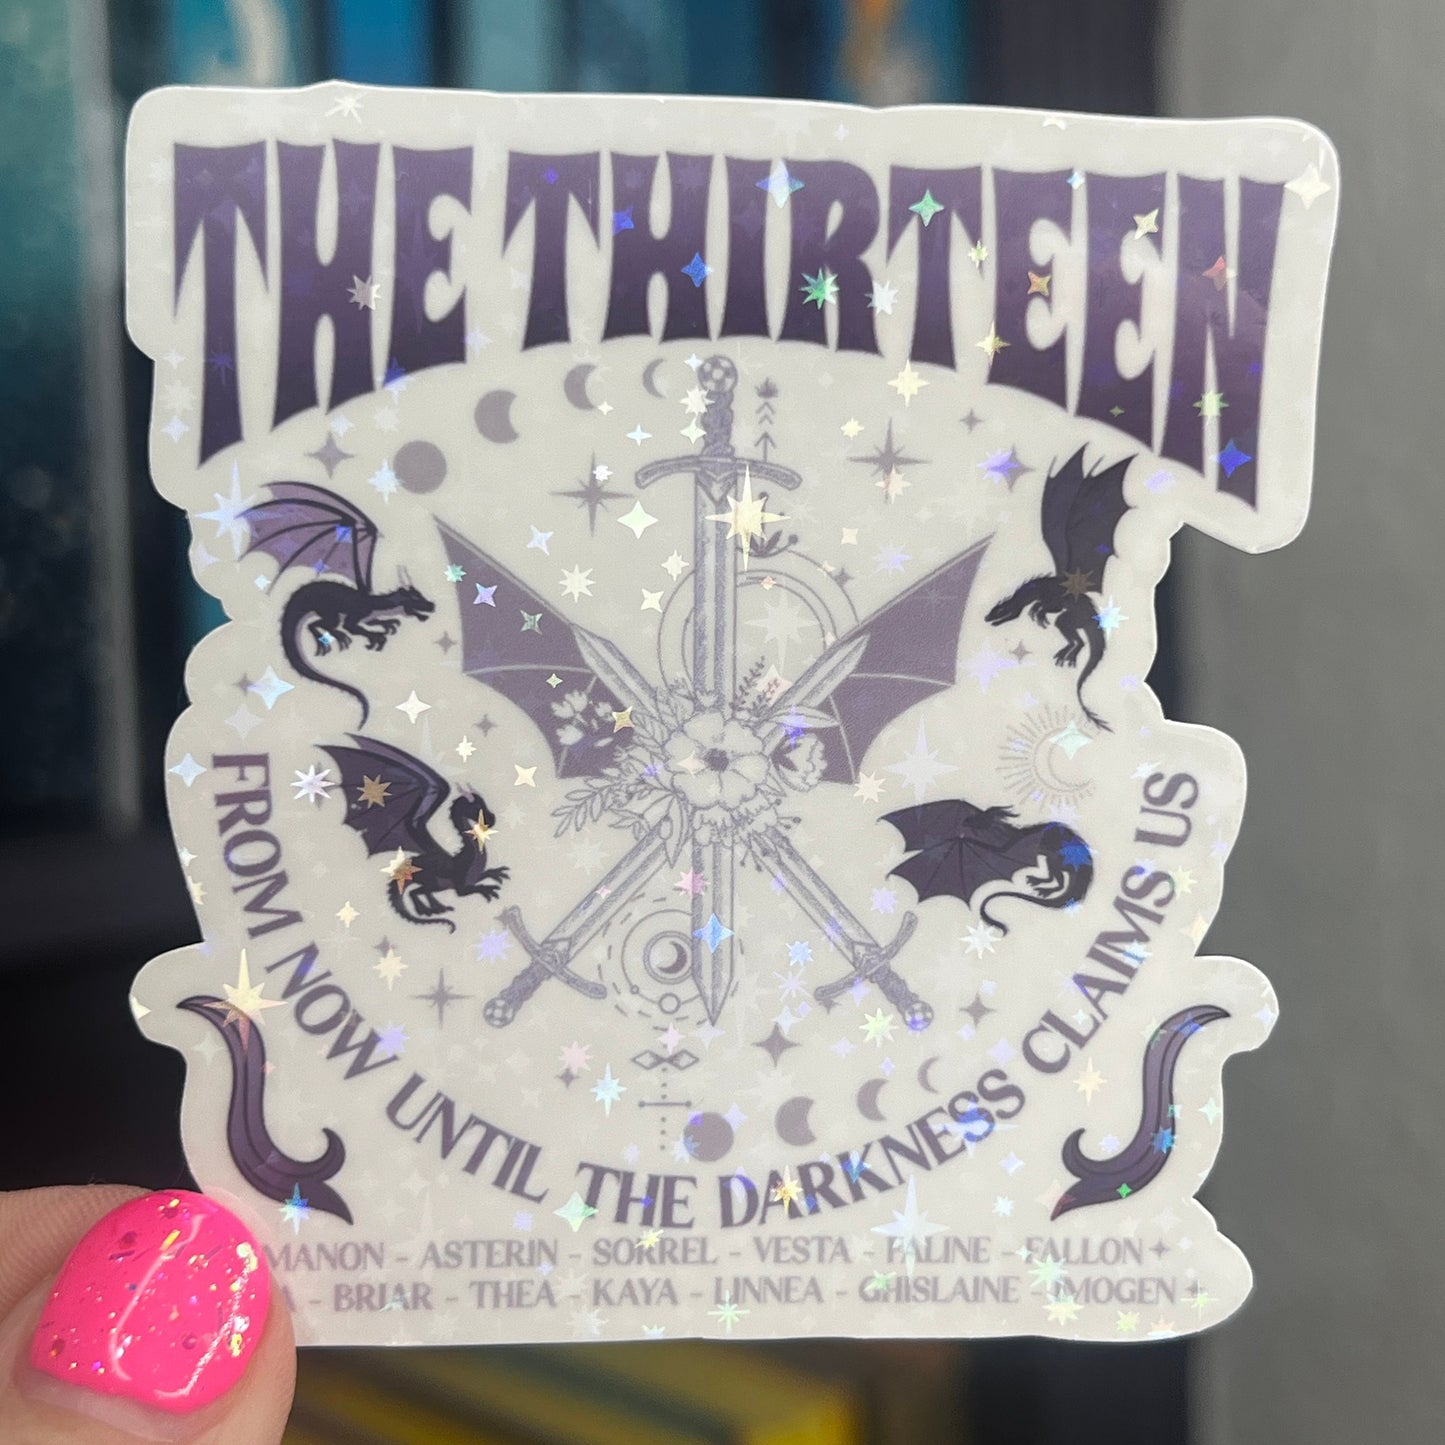 THE THIRTEEN
FROM NOW UNTIL THE DARKNESS CLAIMS US
MANON - ASTERIN - SORREL - VESTA - FALINE - FALLON
- BRIAR - THEA - KAYA - LINNEA - GHISLAINE - IMOGEN